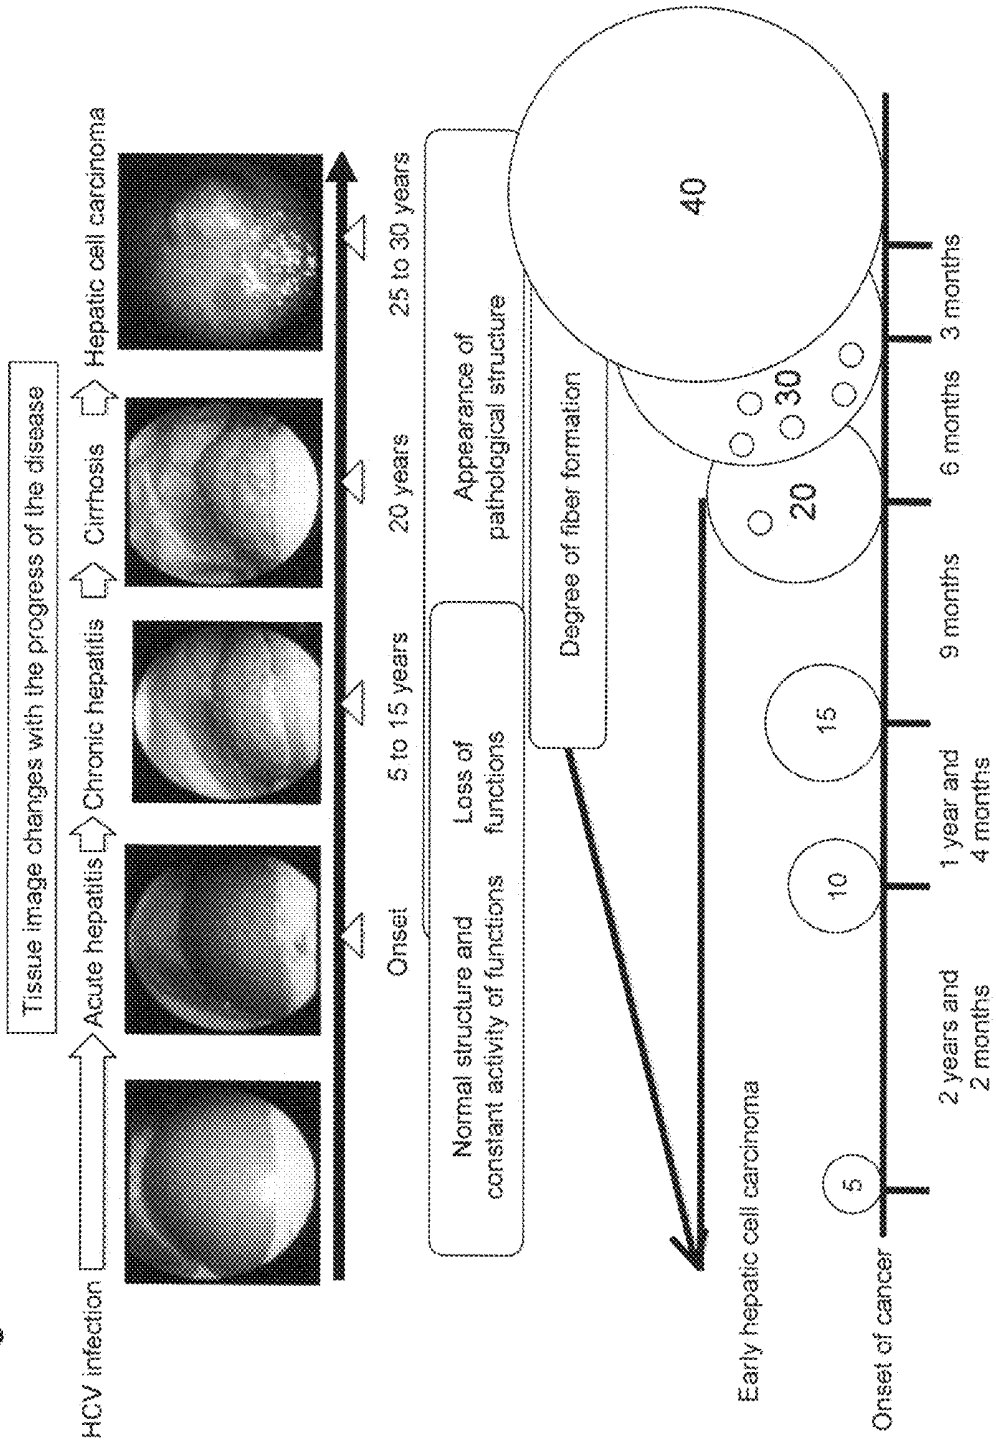 Tissue image changes with the progress of the disease
HCV infection
Acute hepatitis
Chronic hepatitis
Cirrhosis
Hepatic cell carcinoma
Onset
5 to 15 years
20 years
25 to 30 years
Normal structure and
constant activity of functions
Loss of
functions
Appearance of
pathological structure
Degree of fiber formation
Early hepatic cell carcinoma
5
10
15
20
30
40
Onset of cancer
2 years and
2 months
1 year and
4 months
9 months
6 months
3 months